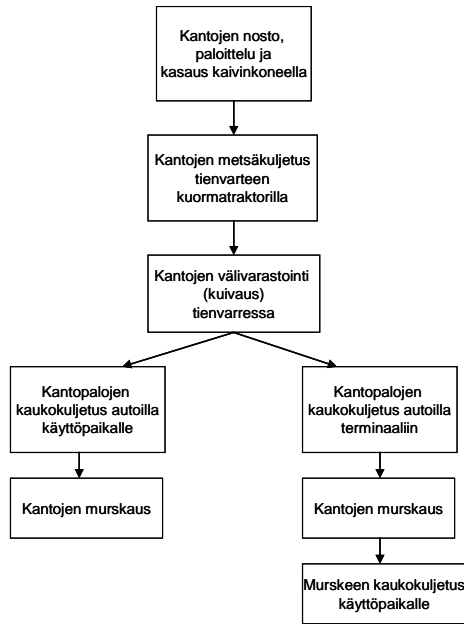 Kantojen nosto,
paloittelu ja
kasaus kaivinkoneella
Kantojen metsäkuljetus
tienvarteen
kuormatraktorilla
Kantojen välivarastointi
(kuivaus)
tienvarressa
Kantopalojen
kaukokuljetus autoilla
käyttöpaikalle
Kantojen murskaus
Kantopalojen
kaukokuljetus autoilla
terminaaliin
Kantojen murskaus
Murskeen kaukokuljetus
käyttöpaikalle